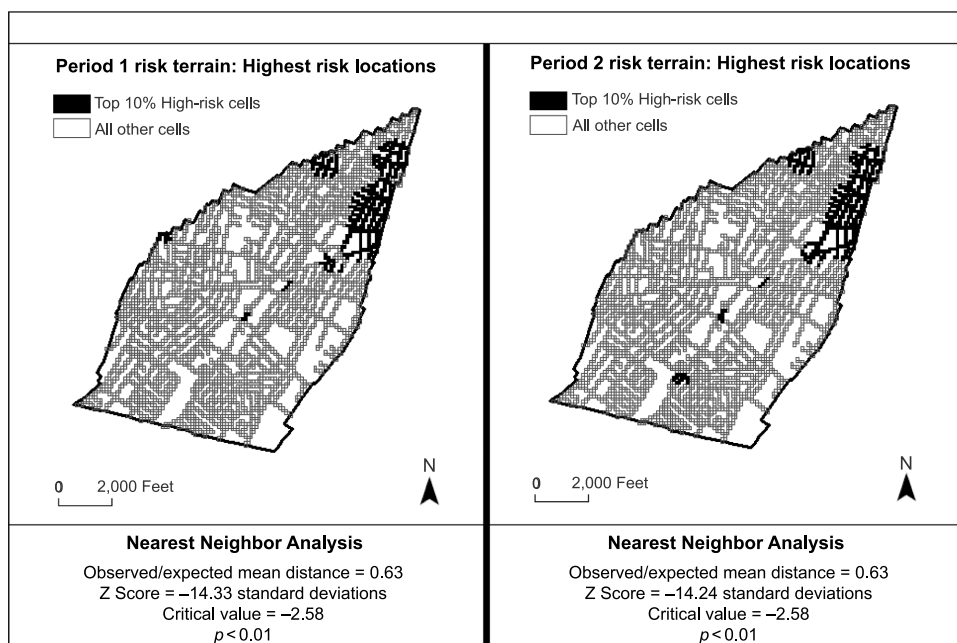 Period 1 risk terrain: Highest risk locations
Top 10% High-risk cells
All other cells
N
0 2,000 Feet
Nearest Neighbor Analysis
Observed/expected mean distance = 0.63
Z Score = –14.33 standard deviations
Critical value = –2.58
p < 0.01
Period 2 risk terrain: Highest risk locations
Top 10% High-risk cells
All other cells
N
0 2,000 Feet
Nearest Neighbor Analysis
Observed/expected mean distance = 0.63
Z Score = –14.24 standard deviations
Critical value = –2.58
p < 0.01